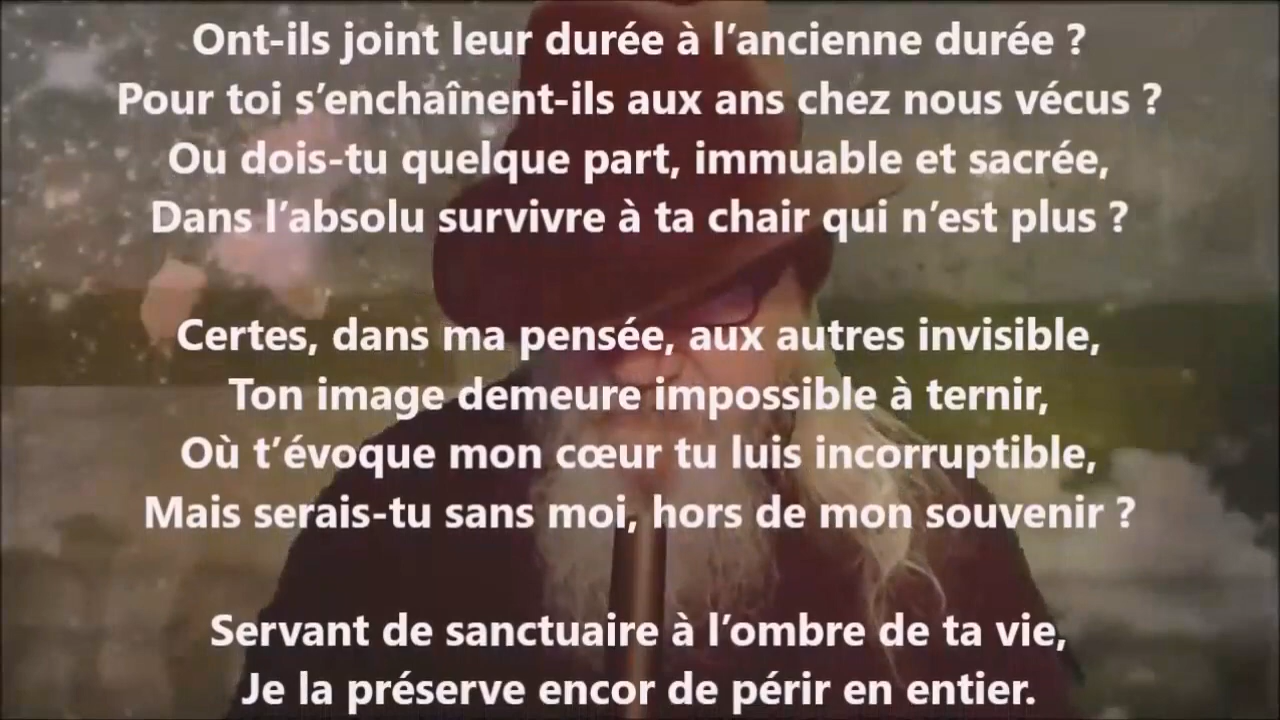 Ont-ils joint leur durée à l’ancienne durée ?
Pour toi s’enchaînent-ils aux ans chez nous vécus ?
Ou dois-tu quelque part, immuable et sacrée,
Dans l’absolu survivre à ta chair qui n’est plus ?
Certes, dans ma pensée, aux autres invisible,
Ton image demeure impossible à ternir,
Où t’évoque mon cœur tu luis incorruptible,
Mais serais-tu sans moi, hors de mon souvenir ?
Servant de sanctuaire à l’ombre de ta vie,
Je la préserve encor de périr en entier.